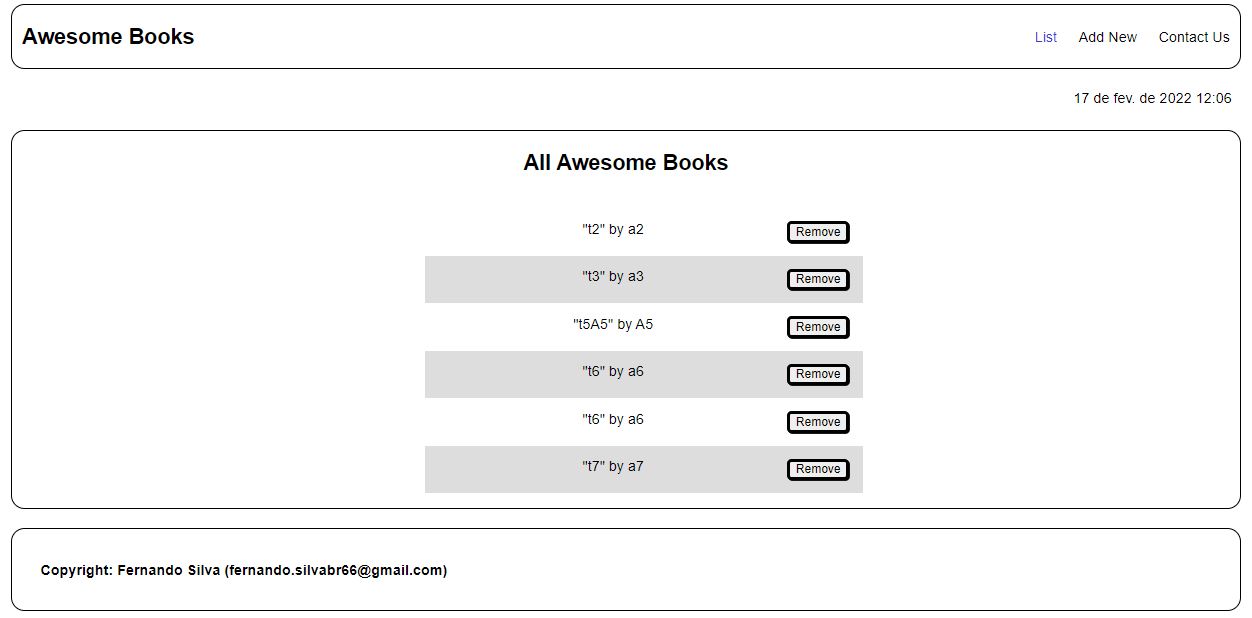 Awesome Books List Add New Contact Us
17 de fev. de 2022 12:06
All Awesome Books
"t2" by a2 Remove
"t3" by a3 Remove
"t5A5" by A5 Remove
"t6" by a6 Remove
"t6" by a6 Remove
"t7" by a7 Remove
Copyright: Fernando Silva (fernando.silvabr66@gmail.com)